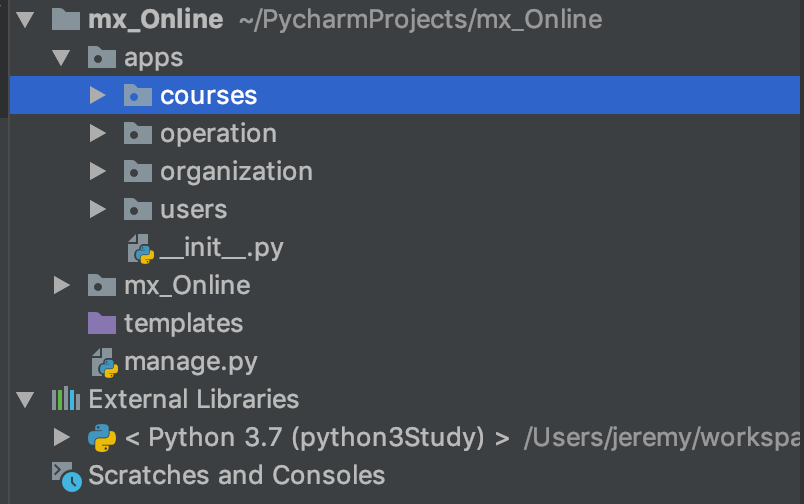 mx_Online ~/PycharmProjects/mx_Online
apps
courses
operation
organization
users
__init__.py
mx_Online
templates
manage.py
External Libraries
< Python 3.7 (python3Study) > /Users/jeremy/workspa
Scratches and Consoles